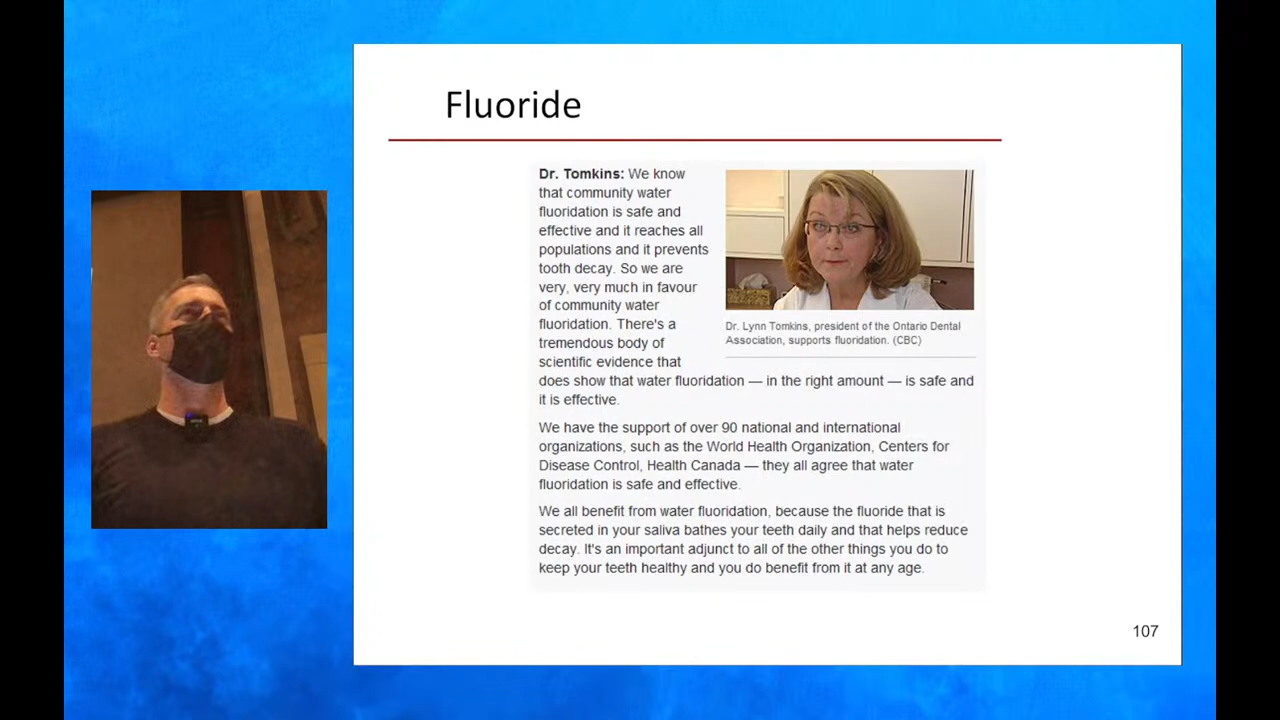 Fluoride
Dr. Tomkins: We know
that community water
fluoridation is safe and
effective and it reaches all
populations and it prevents
tooth decay. So we are
very, very much in favour
of community water
fluoridation. There's a
tremendous body of
scientific evidence that
does show that water fluoridation — in the right amount — is safe and
it is effective.
Dr. Lynn Tomkins, president of the Ontario Dental
Association, supports fluoridation. (CBC)
We have the support of over 90 national and international
organizations, such as the World Health Organization, Centers for
Disease Control, Health Canada — they all agree that water
fluoridation is safe and effective.
We all benefit from water fluoridation, because the fluoride that is
secreted in your saliva bathes your teeth daily and that helps reduce
decay. It's an important adjunct to all of the other things you do to
keep your teeth healthy and you do benefit from it at any age.
107